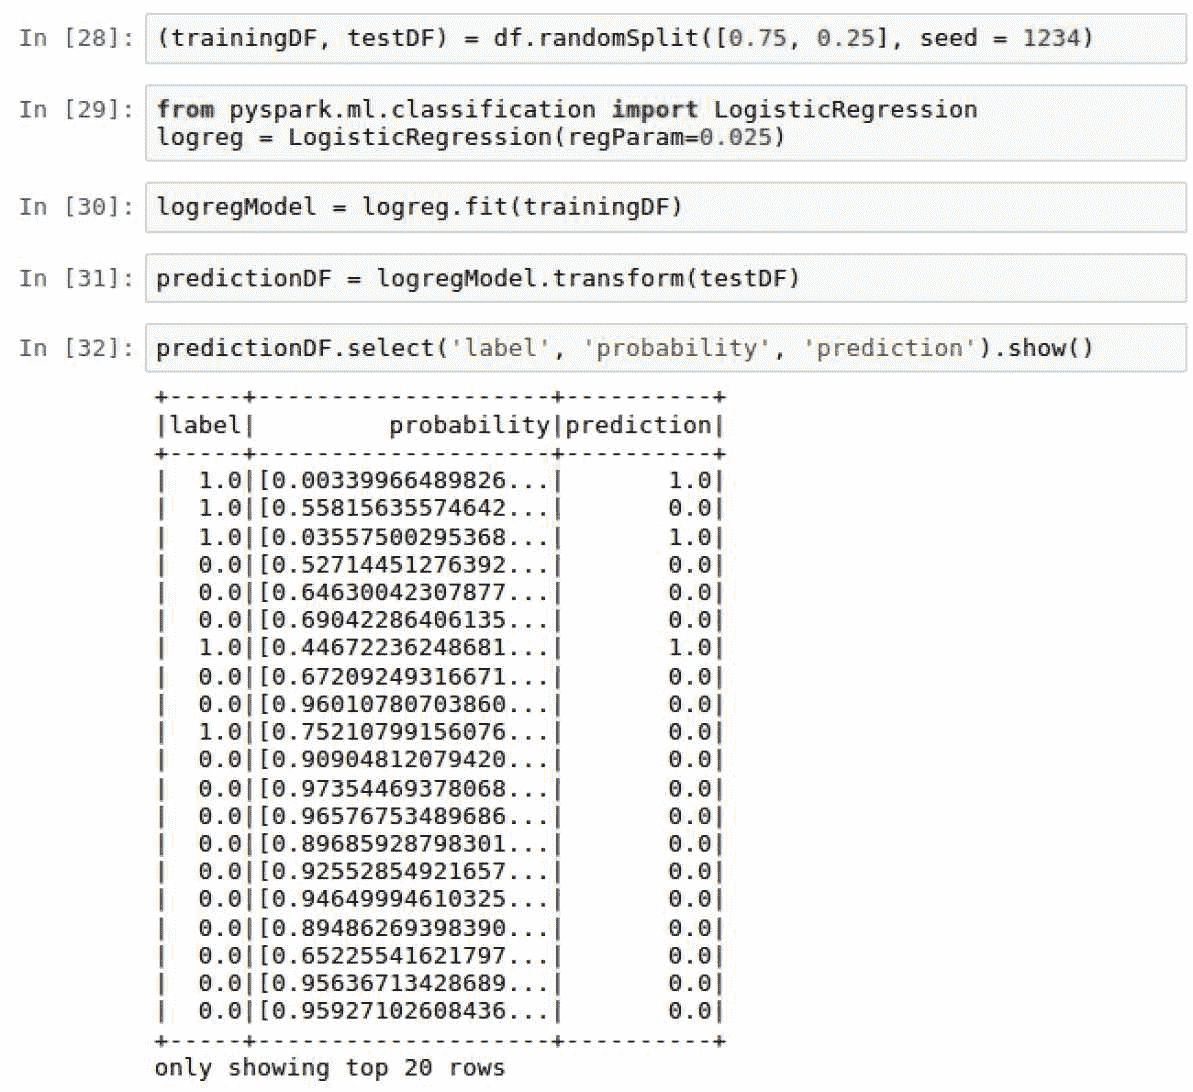 In [28]: (trainingDF, testDF) = df.randomSplit([0.75, 0.25], seed = 1234)
In [29]: from pyspark.ml.classification import LogisticRegression
logreg = LogisticRegression(regParam=0.025)
In [30]: logregModel = logreg.fit(trainingDF)
In [31]: predictionDF = logregModel.transform(testDF)
In [32]: predictionDF.select('label', 'probability', 'prediction').show()
+-----+--------------------+----------+
|label|         probability|prediction|
+-----+--------------------+----------+
|  1.0|[0.00339966489826...|       1.0|
|  1.0|[0.55815635574642...|       0.0|
|  1.0|[0.03557500295368...|       1.0|
|  0.0|[0.52714451276392...|       0.0|
|  0.0|[0.64630042307877...|       0.0|
|  0.0|[0.69042286406135...|       0.0|
|  1.0|[0.44672236248681...|       1.0|
|  0.0|[0.67209249316671...|       0.0|
|  0.0|[0.96010780703860...|       0.0|
|  1.0|[0.75210799156076...|       0.0|
|  0.0|[0.90904812079420...|       0.0|
|  0.0|[0.97354469378068...|       0.0|
|  0.0|[0.96576753489686...|       0.0|
|  0.0|[0.89685928798301...|       0.0|
|  0.0|[0.92552854921657...|       0.0|
|  0.0|[0.94649994610325...|       0.0|
|  0.0|[0.89486269398390...|       0.0|
|  0.0|[0.65225541621797...|       0.0|
|  0.0|[0.95636713428689...|       0.0|
|  0.0|[0.95927102608436...|       0.0|
+-----+--------------------+----------+
only showing top 20 rows